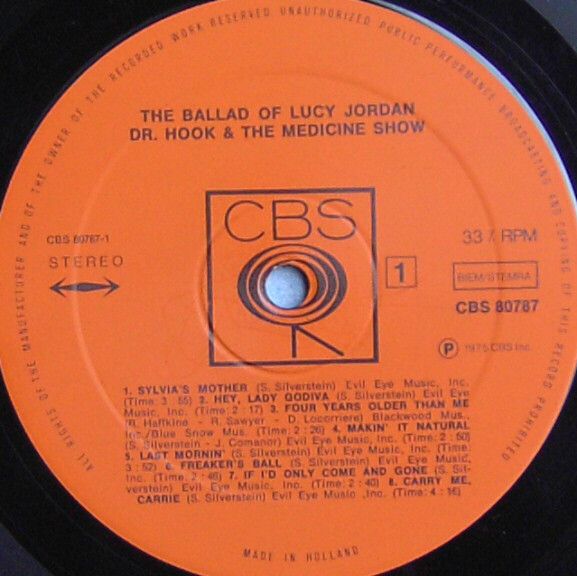 ALL RIGHTS OF THE MANUFACTURER AND OF THE OWNER OF THE RECORDED WORK RESERVED UNAUTHORIZED PUBLIC PERFORMANCE BROADCASTING AND COPYING OF THIS RECORD PROHIBITED
THE BALLAD OF LUCY JORDAN
DR. HOOK & THE MEDICINE SHOW
CBS
CBS 80787-1
STEREO
1
33 / RPM
BIEM/STEMRA
CBS 80787
P 1975 CBS Inc.
1. SYLVIA'S MOTHER (S. Silverstein) Evil Eye Music, Inc.
(Time: 3 : 55) 2. HEY, LADY GODIVA (S. Silverstein) Evil Eye
Music, Inc. (Time: 2 : 17) 3. FOUR YEARS OLDER THAN ME
(R. Haffkine - R. Sawyer - D. Locorriere) Blackwood Mus.,
Inc./Blue Snow Mus. (Time: 2 : 26) 4. MAKIN' IT NATURAL
(S. Silverstein - J. Comanor) Evil Eye Music, Inc. (Time: 2 : 50)
5. LAST MORNIN' (S. Silverstein) Evil Eye Music, Inc. (Time:
3 : 52) 6. FREAKER'S BALL (S. Silverstein) Evil Eye Music,
Inc. (Time: 2 : 46) 7. IF I'D ONLY COME AND GONE (S. Sil-
verstein) Evil Eye Music, Inc. (Time: 2 : 40) 8. CARRY ME,
CARRIE (S. Silverstein) Evil Eye Music ,Inc. (Time: 4 : 16)
MADE IN HOLLAND